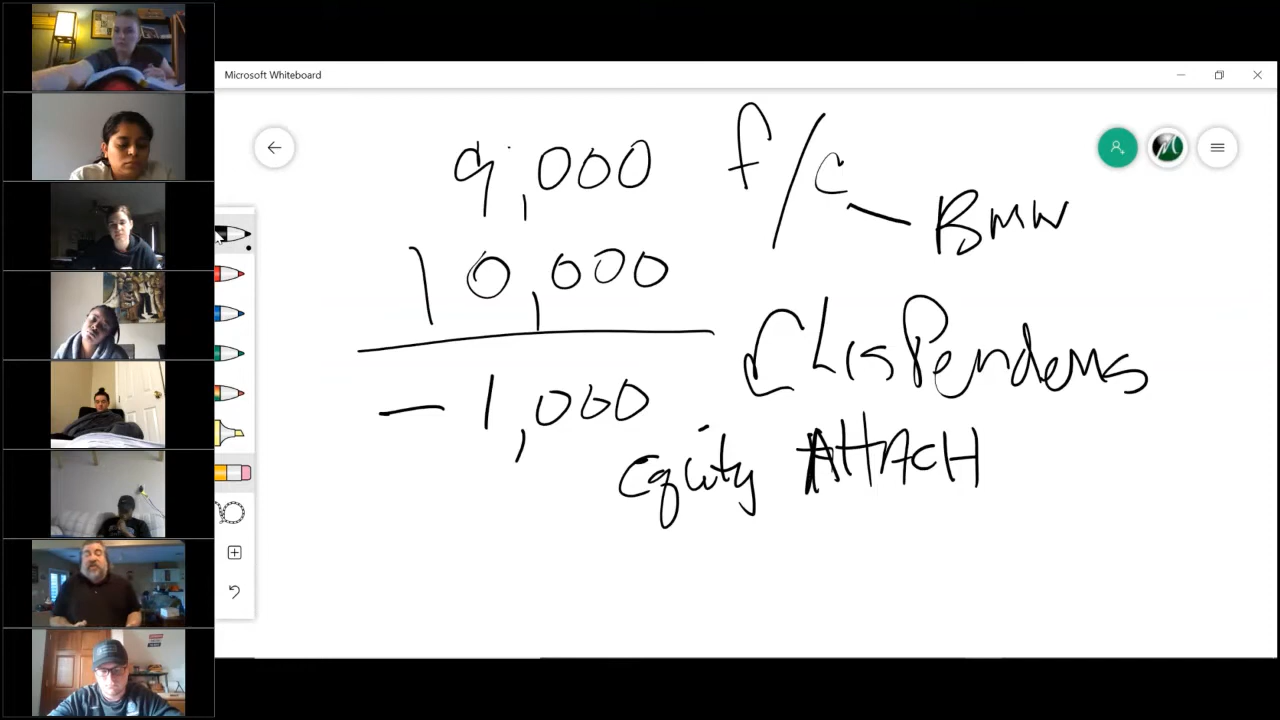 Microsoft Whiteboard
9,000 f/c
BMW
10,000
Lis Pendens
-1,000
equity ATTACH